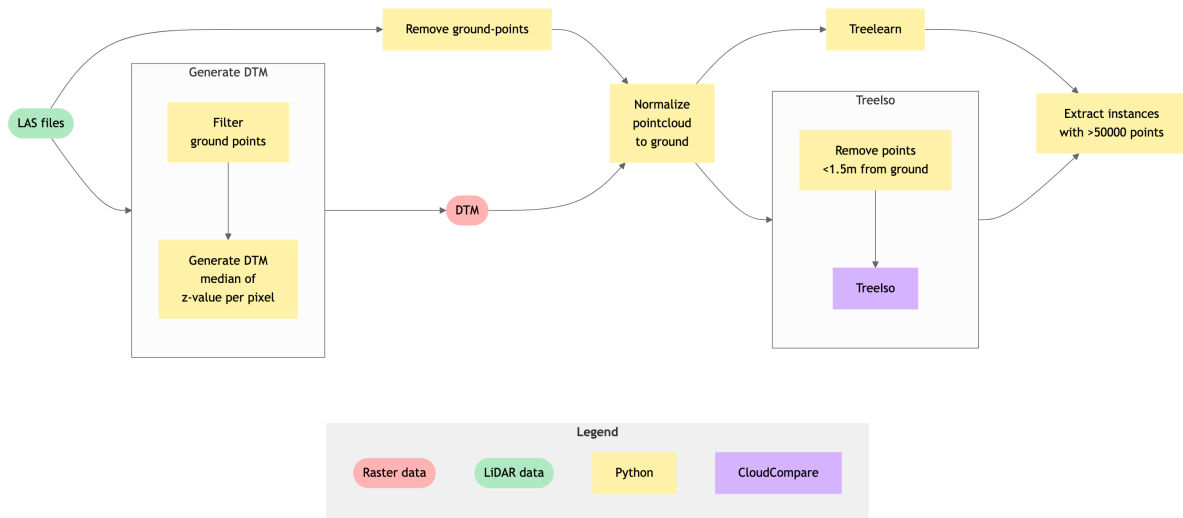 LAS files
Remove ground-points
Generate DTM
Filter
ground points
Generate DTM
median of
z-value per pixel
DTM
Normalize
pointcloud
to ground
Treelearn
TreeIso
Remove points
<1.5m from ground
TreeIso
Extract instances
with >50000 points
Legend
Raster data
LiDAR data
Python
CloudCompare